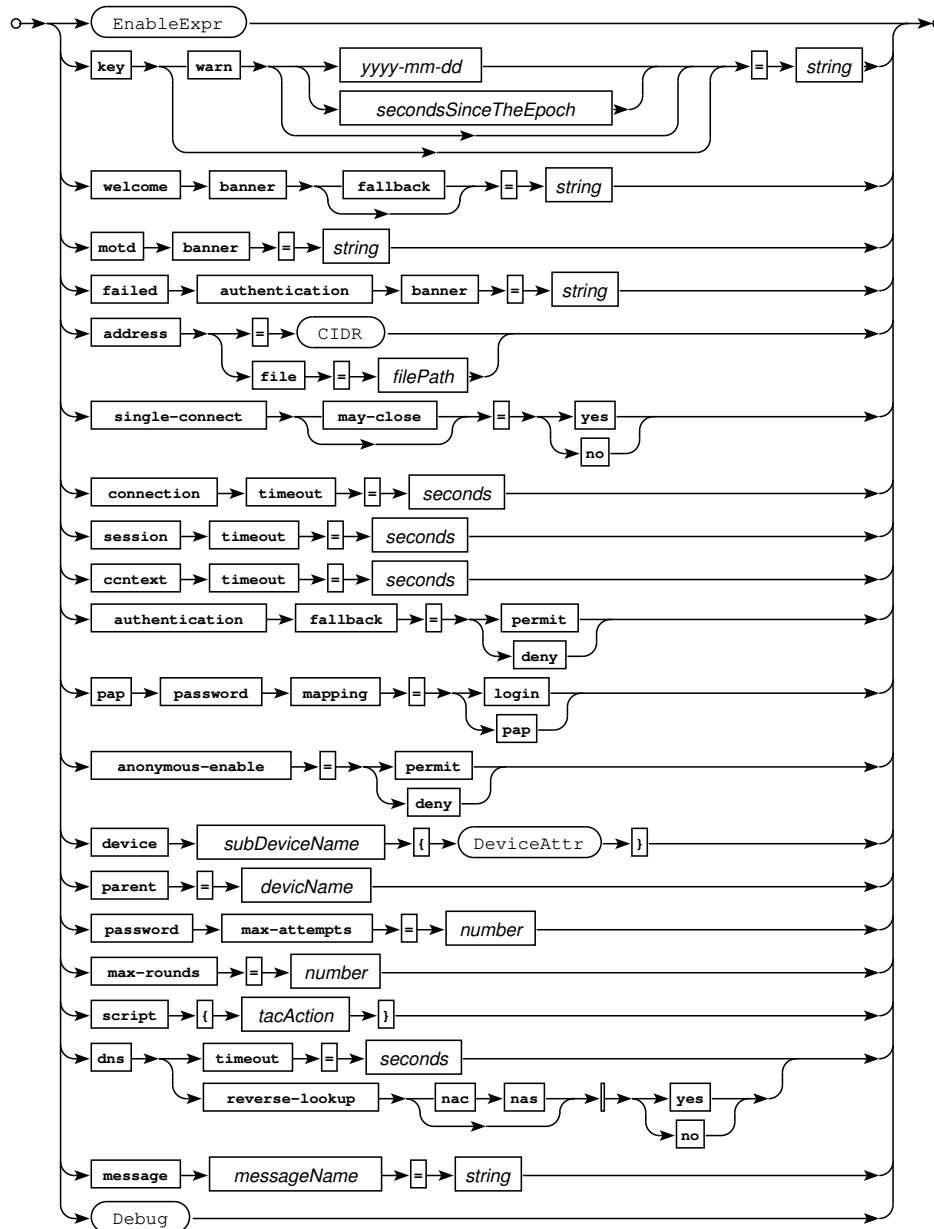 EnableExpr
key warn yyyy-mm-dd = string
secondsSinceTheEpoch
welcome banner fallback = string
motd banner = string
failed authentication banner = string
address = CIDR
file = filePath
single-connect may-close = yes
no
connection timeout = seconds
session timeout = seconds
ccntext timeout = seconds
authentication fallback = permit
deny
pap password mapping = login
pap
anonymous-enable = permit
deny
device subDeviceName { DeviceAttr }
parent = devicName
password max-attempts = number
max-rounds = number
script { tacAction }
dns timeout = seconds
reverse-lookup nac nas yes
no
message messageName = string
Debug